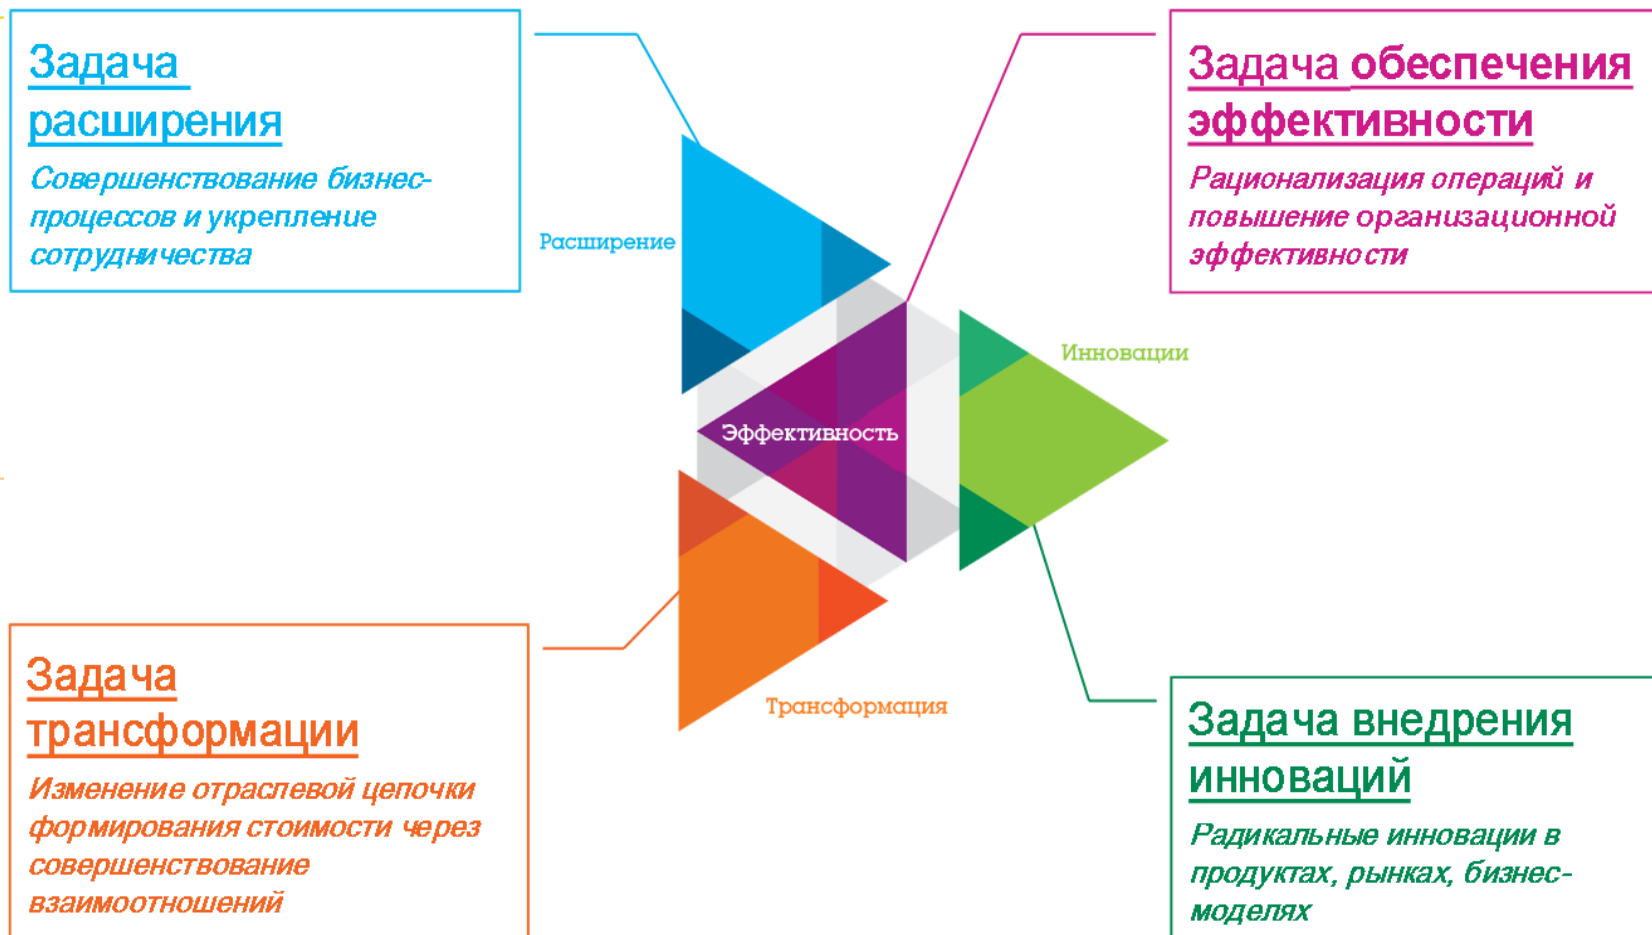 Задача
расширения
Совершенствование бизнес-
процессов и укрепление
сотрудничества
Задача обеспечения
эффективности
Рационализация операций и
повышение организационной
эффективности
Расширение
Инновации
Эффективность
Трансформация
Задача
трансформации
Изменение отраслевой цепочки
формирования стоимости через
совершенствование
взаимоотношений
Задача внедрения
инноваций
Радикальные инновации в
продуктах, рынках, бизнес-
моделях